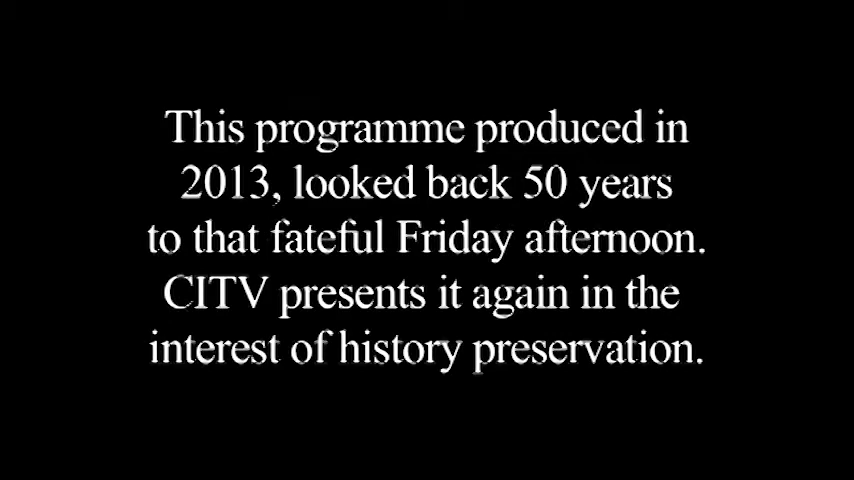 This programme produced in
2013, looked back 50 years
to that fateful Friday afternoon.
CITV presents it again in the
interest of history preservation.